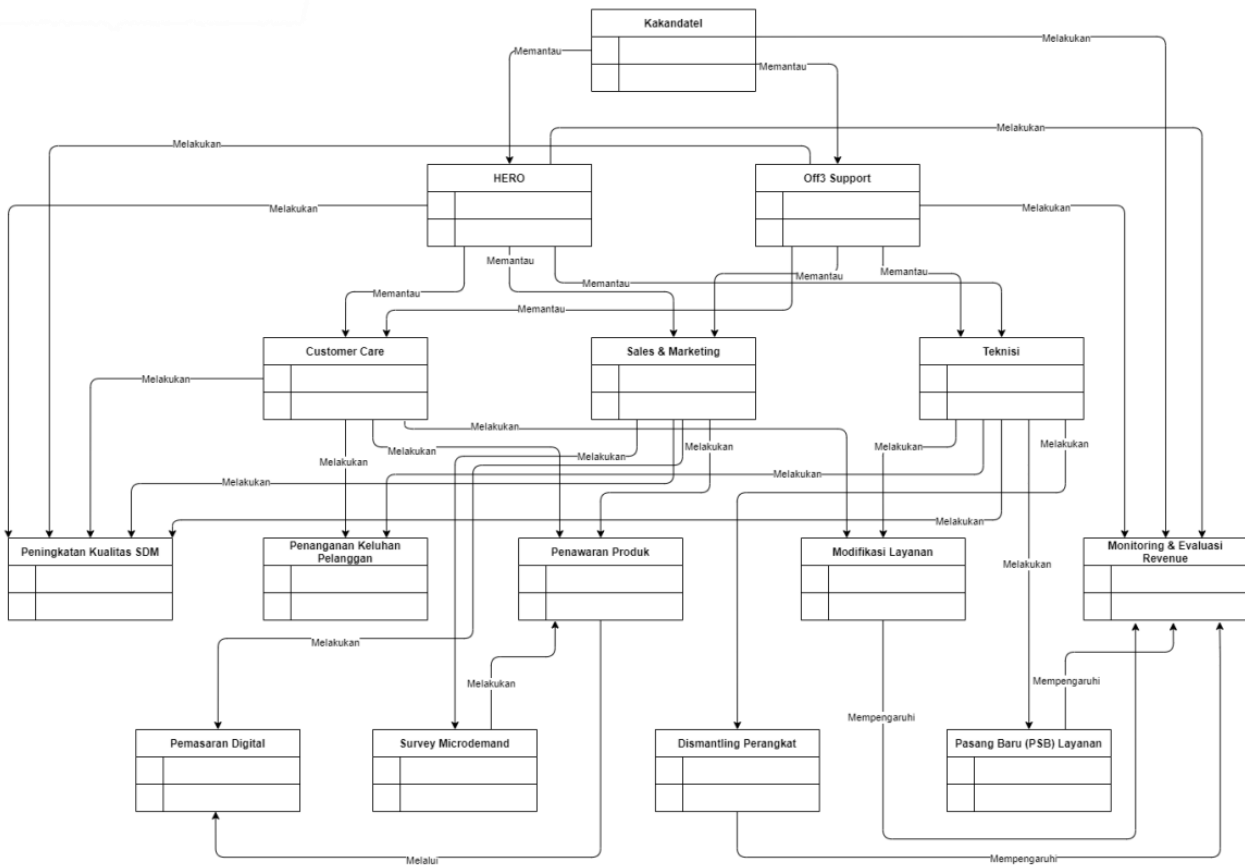 Kakandatel
Melakukan
Memantau
Memantau
Melakukan
Melakukan
HERO
Off3 Support
Melakukan
Melakukan
Memantau
Memantau
Memantau
Memantau
Memantau
Memantau
Customer Care
Sales & Marketing
Teknisi
Melakukan
Melakukan
Melakukan
Melakukan
Melakukan
Melakukan
Melakukan
Melakukan
Melakukan
Melakukan
Melakukan
Melakukan
Peningkatan Kualitas SDM
Penanganan Keluhan
Pelanggan
Penawaran Produk
Modifikasi Layanan
Monitoring & Evaluasi
Revenue
Melakukan
Melakukan
Melakukan
Mempengaruhi
Mempengaruhi
Pemasaran Digital
Survey Microdemand
Dismantling Perangkat
Pasang Baru (PSB) Layanan
Melalui
Mempengaruhi